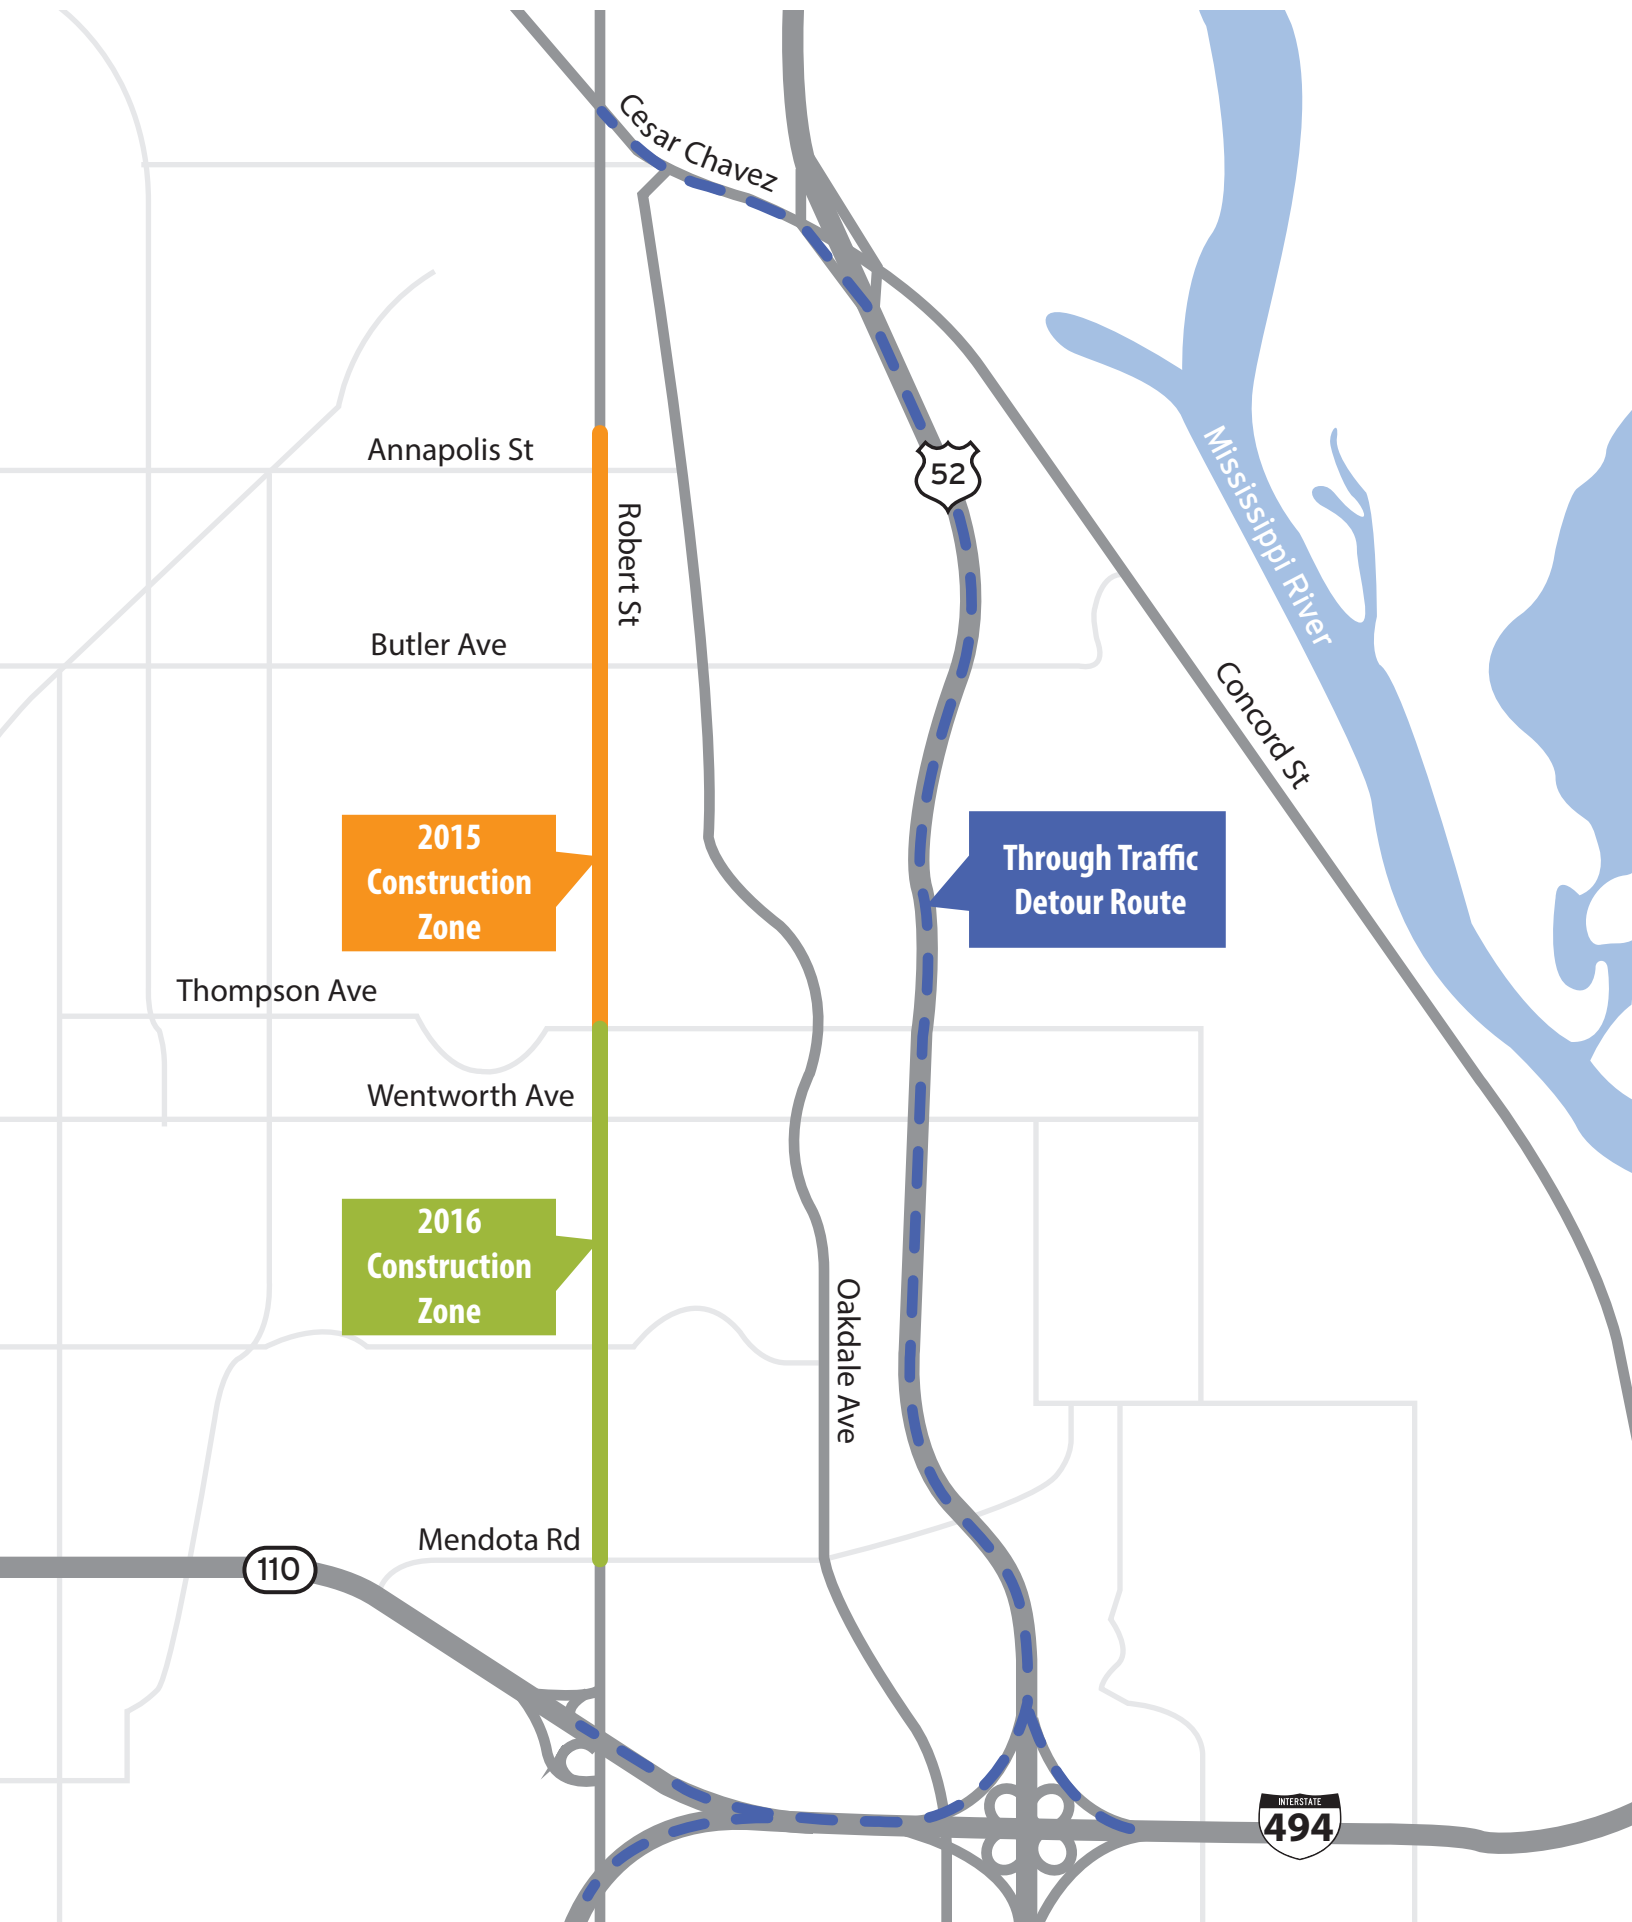 Cesar Chavez
Annapolis St
52
Robert St
Mississippi River
Butler Ave
Concord St
2015
Construction
Zone
Through Traffic
Detour Route
Thompson Ave
Wentworth Ave
2016
Construction
Zone
Oakdale Ave
Mendota Rd
110
INTERSTATE
494